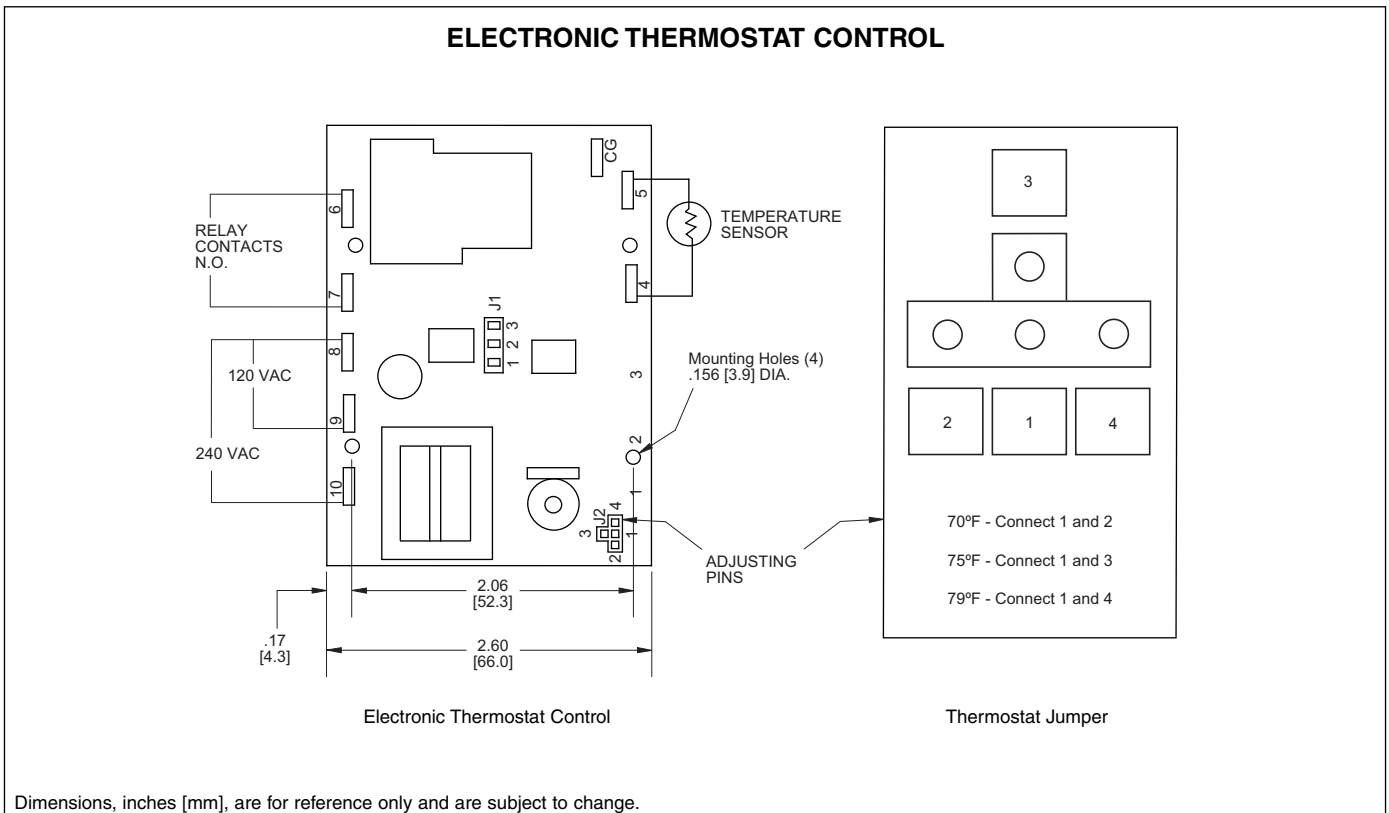 ELECTRONIC THERMOSTAT CONTROL
CG
6
5
RELAY
CONTACTS
N.O.
TEMPERATURE
SENSOR
7
4
J1
3
2
1
8
120 VAC
9
240 VAC
10
3
2
1
Mounting Holes (4)
.156 [3.9] DIA.
J2
4
3
1
2
ADJUSTING
PINS
2.06
[52.3]
.17
[4.3]
2.60
[66.0]
Electronic Thermostat Control
3
2
1
4
70ºF - Connect 1 and 2
75ºF - Connect 1 and 3
79ºF - Connect 1 and 4
Thermostat Jumper
Dimensions, inches [mm], are for reference only and are subject to change.